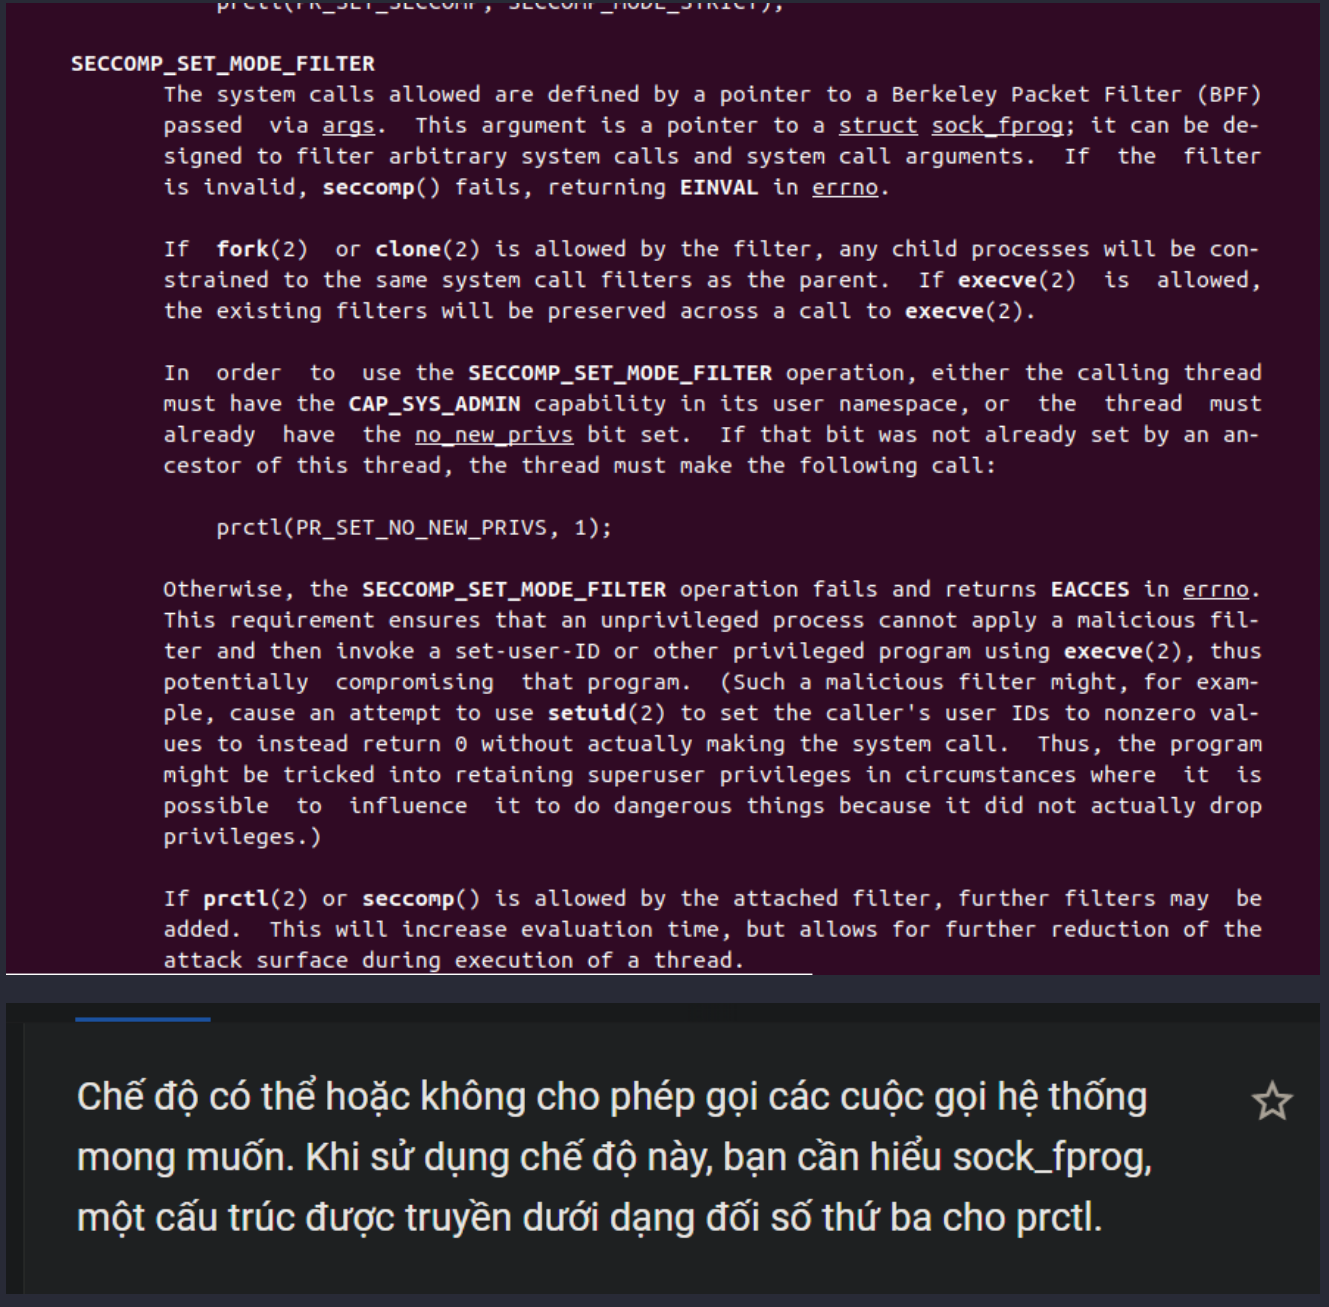 prctl(PR_SET_SECCOMP, SECCOMP_MODE_STRICT);
SECCOMP_SET_MODE_FILTER
The system calls allowed are defined by a pointer to a Berkeley Packet Filter (BPF)
passed via args. This argument is a pointer to a struct sock_fprog; it can be de-
signed to filter arbitrary system calls and system call arguments. If the filter
is invalid, seccomp() fails, returning EINVAL in errno.
If fork(2) or clone(2) is allowed by the filter, any child processes will be con-
strained to the same system call filters as the parent. If execve(2) is allowed,
the existing filters will be preserved across a call to execve(2).
In order to use the SECCOMP_SET_MODE_FILTER operation, either the calling thread
must have the CAP_SYS_ADMIN capability in its user namespace, or the thread must
already have the no_new_privs bit set. If that bit was not already set by an an-
cestor of this thread, the thread must make the following call:
prctl(PR_SET_NO_NEW_PRIVS, 1);
Otherwise, the SECCOMP_SET_MODE_FILTER operation fails and returns EACCES in errno.
This requirement ensures that an unprivileged process cannot apply a malicious fil-
ter and then invoke a set-user-ID or other privileged program using execve(2), thus
potentially compromising that program. (Such a malicious filter might, for exam-
ple, cause an attempt to use setuid(2) to set the caller's user IDs to nonzero val-
ues to instead return 0 without actually making the system call. Thus, the program
might be tricked into retaining superuser privileges in circumstances where it is
possible to influence it to do dangerous things because it did not actually drop
privileges.)
If prctl(2) or seccomp() is allowed by the attached filter, further filters may be
added. This will increase evaluation time, but allows for further reduction of the
attack surface during execution of a thread.
Chế độ có thể hoặc không cho phép gọi các cuộc gọi hệ thống
mong muốn. Khi sử dụng chế độ này, bạn cần hiểu sock_fprog,
một cấu trúc được truyền dưới dạng đối số thứ ba cho prctl.